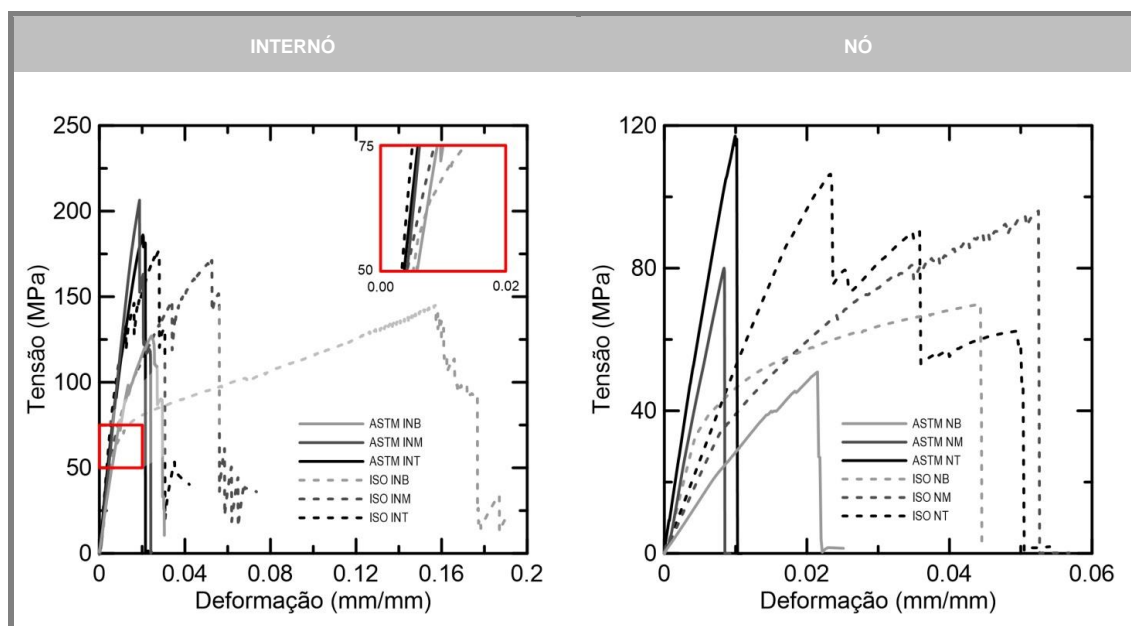 INTERNÓ
NÓ
250
200
150
100
50
0
Tensão (MPa)
0
0.04
0.08
0.12
0.16
0.2
Deformação (mm/mm)
75
50
0.00
0.02
ASTM INB
ASTM INM
ASTM INT
ISO INB
ISO INM
ISO INT
120
80
40
0
Tensão (MPa)
0
0.02
0.04
0.06
Deformação (mm/mm)
ASTM NB
ASTM NM
ASTM NT
ISO NB
ISO NM
ISO NT